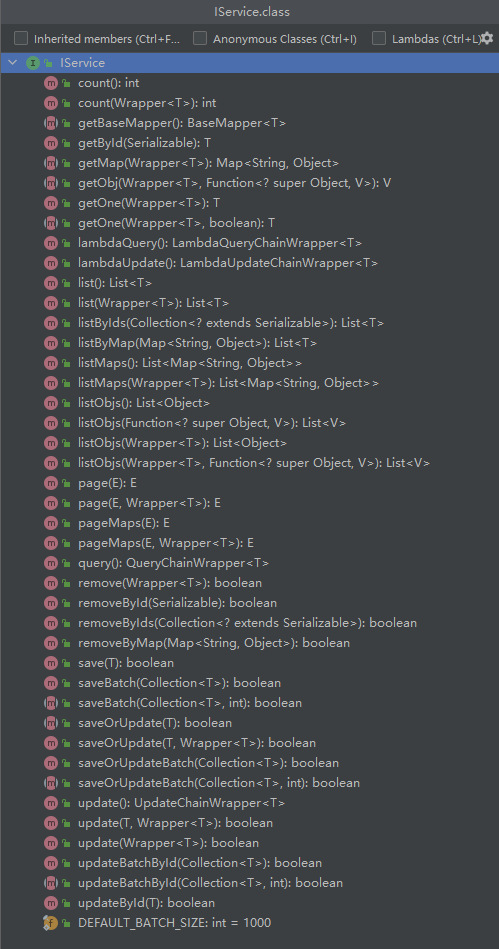 IService.class
Inherited members (Ctrl+F... Anonymous Classes (Ctrl+I) Lambdas (Ctrl+L)
IService
count(): int
count(Wrapper<T>): int
getBaseMapper(): BaseMapper<T>
getById(Serializable): T
getMap(Wrapper<T>): Map<String, Object>
getObj(Wrapper<T>, Function<? super Object, V>): V
getOne(Wrapper<T>): T
getOne(Wrapper<T>, boolean): T
lambdaQuery(): LambdaQueryChainWrapper<T>
lambdaUpdate(): LambdaUpdateChainWrapper<T>
list(): List<T>
list(Wrapper<T>): List<T>
listByIds(Collection<? extends Serializable>): List<T>
listByMap(Map<String, Object>): List<T>
listMaps(): List<Map<String, Object>>
listMaps(Wrapper<T>): List<Map<String, Object>>
listObjs(): List<Object>
listObjs(Function<? super Object, V>): List<V>
listObjs(Wrapper<T>): List<Object>
listObjs(Wrapper<T>, Function<? super Object, V>): List<V>
page(E): E
page(E, Wrapper<T>): E
pageMaps(E): E
pageMaps(E, Wrapper<T>): E
query(): QueryChainWrapper<T>
remove(Wrapper<T>): boolean
removeById(Serializable): boolean
removeByIds(Collection<? extends Serializable>): boolean
removeByMap(Map<String, Object>): boolean
save(T): boolean
saveBatch(Collection<T>): boolean
saveBatch(Collection<T>, int): boolean
saveOrUpdate(T): boolean
saveOrUpdate(T, Wrapper<T>): boolean
saveOrUpdateBatch(Collection<T>): boolean
saveOrUpdateBatch(Collection<T>, int): boolean
update(): UpdateChainWrapper<T>
update(T, Wrapper<T>): boolean
update(Wrapper<T>): boolean
updateBatchById(Collection<T>): boolean
updateBatchById(Collection<T>, int): boolean
updateById(T): boolean
DEFAULT_BATCH_SIZE: int = 1000